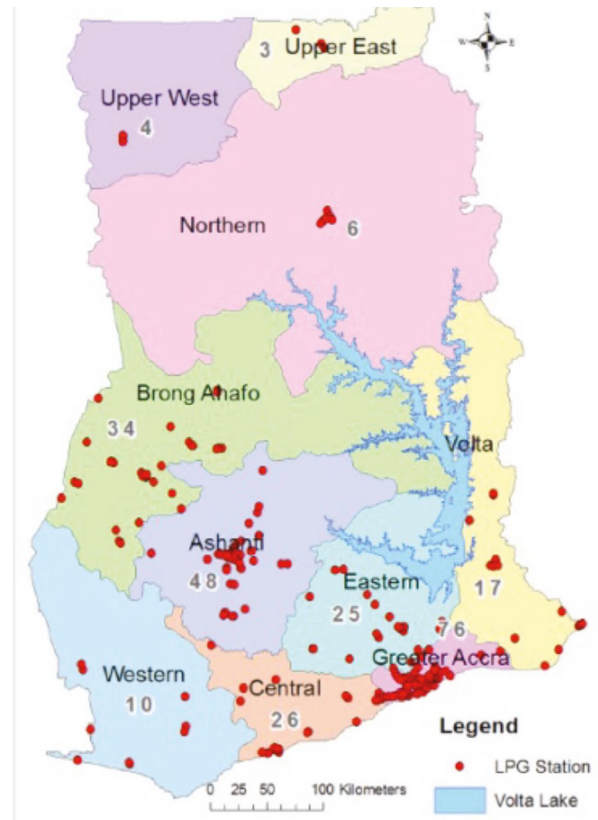 N
W E
S
3 Upper East
Upper West
4
Northern
6
Brong Ahafo
34
Volta
Ashanti
48
Eastern
17
25
76
Greater Accra
Western
Central
10
26
Legend
LPG Station
Volta Lake
0 25 50 100 Kilometers